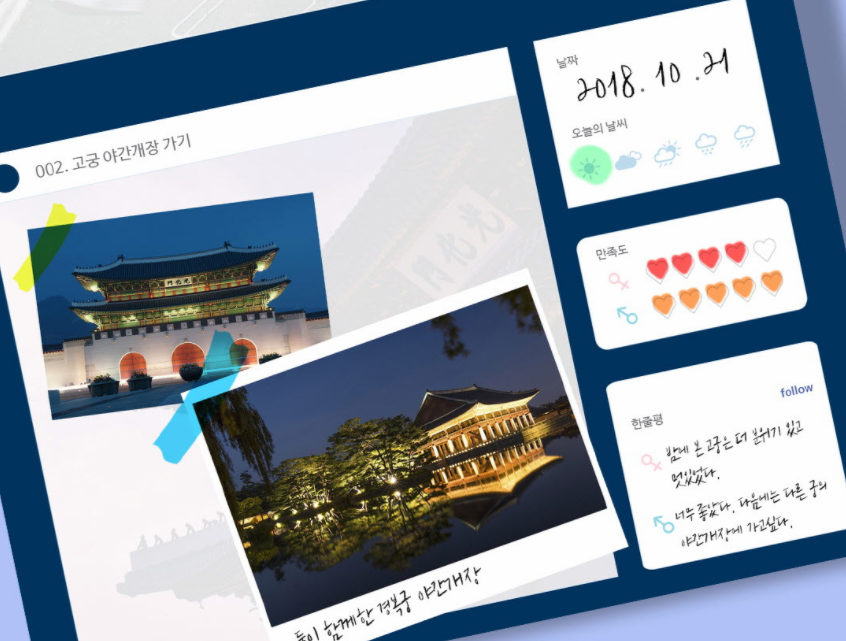 002. 고궁 야간개장 가기
光化門
둘이 함께한 경복궁 야간개장
날짜
2018. 10 .21
오늘의 날씨
만족도
follow
한줄평
밤에 본 고궁은 더 분위기 있고
멋있었다.
너무 좋았다. 다음에는 다른 궁의
야간개장에 가고싶다.